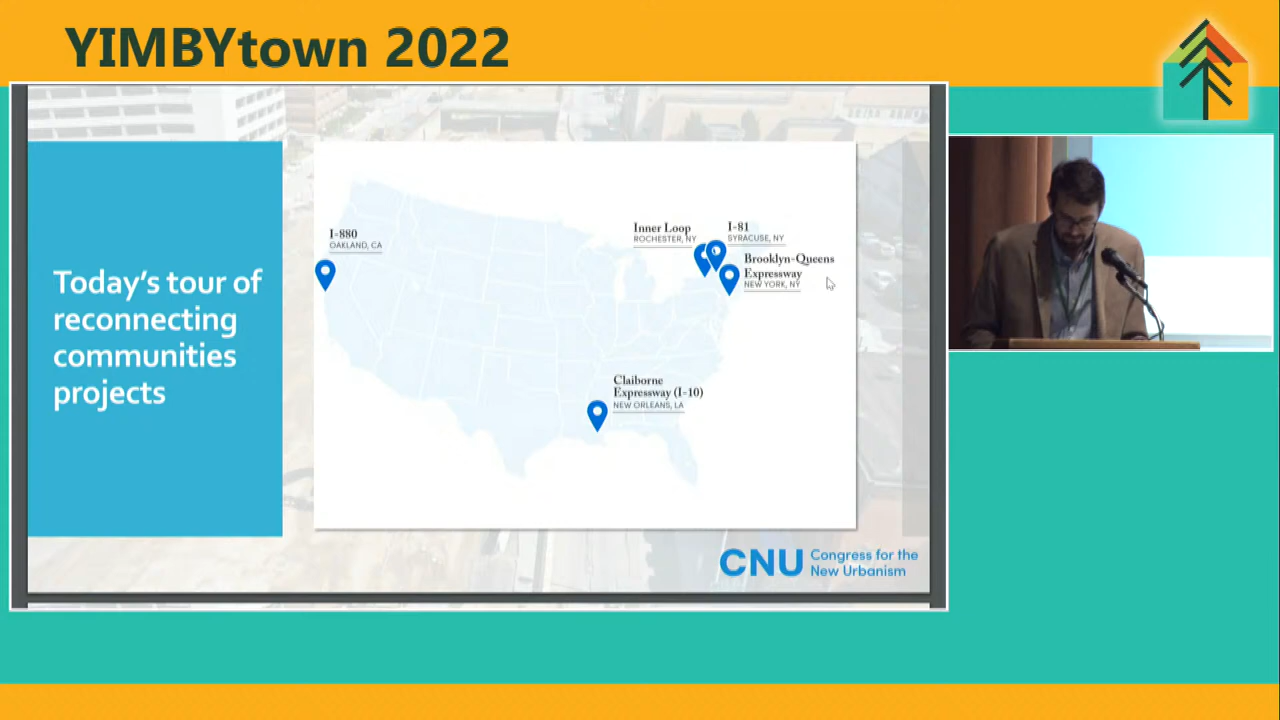 YIMBYtown 2022
Today's tour of
reconnecting
communities
projects
I-880
OAKLAND, CA
Inner Loop
ROCHESTER, NY
I-81
SYRACUSE, NY
Brooklyn-Queens
Expressway
NEW YORK, NY
Claiborne
Expressway (I-10)
NEW ORLEANS, LA
CNU
Congress for the
New Urbanism